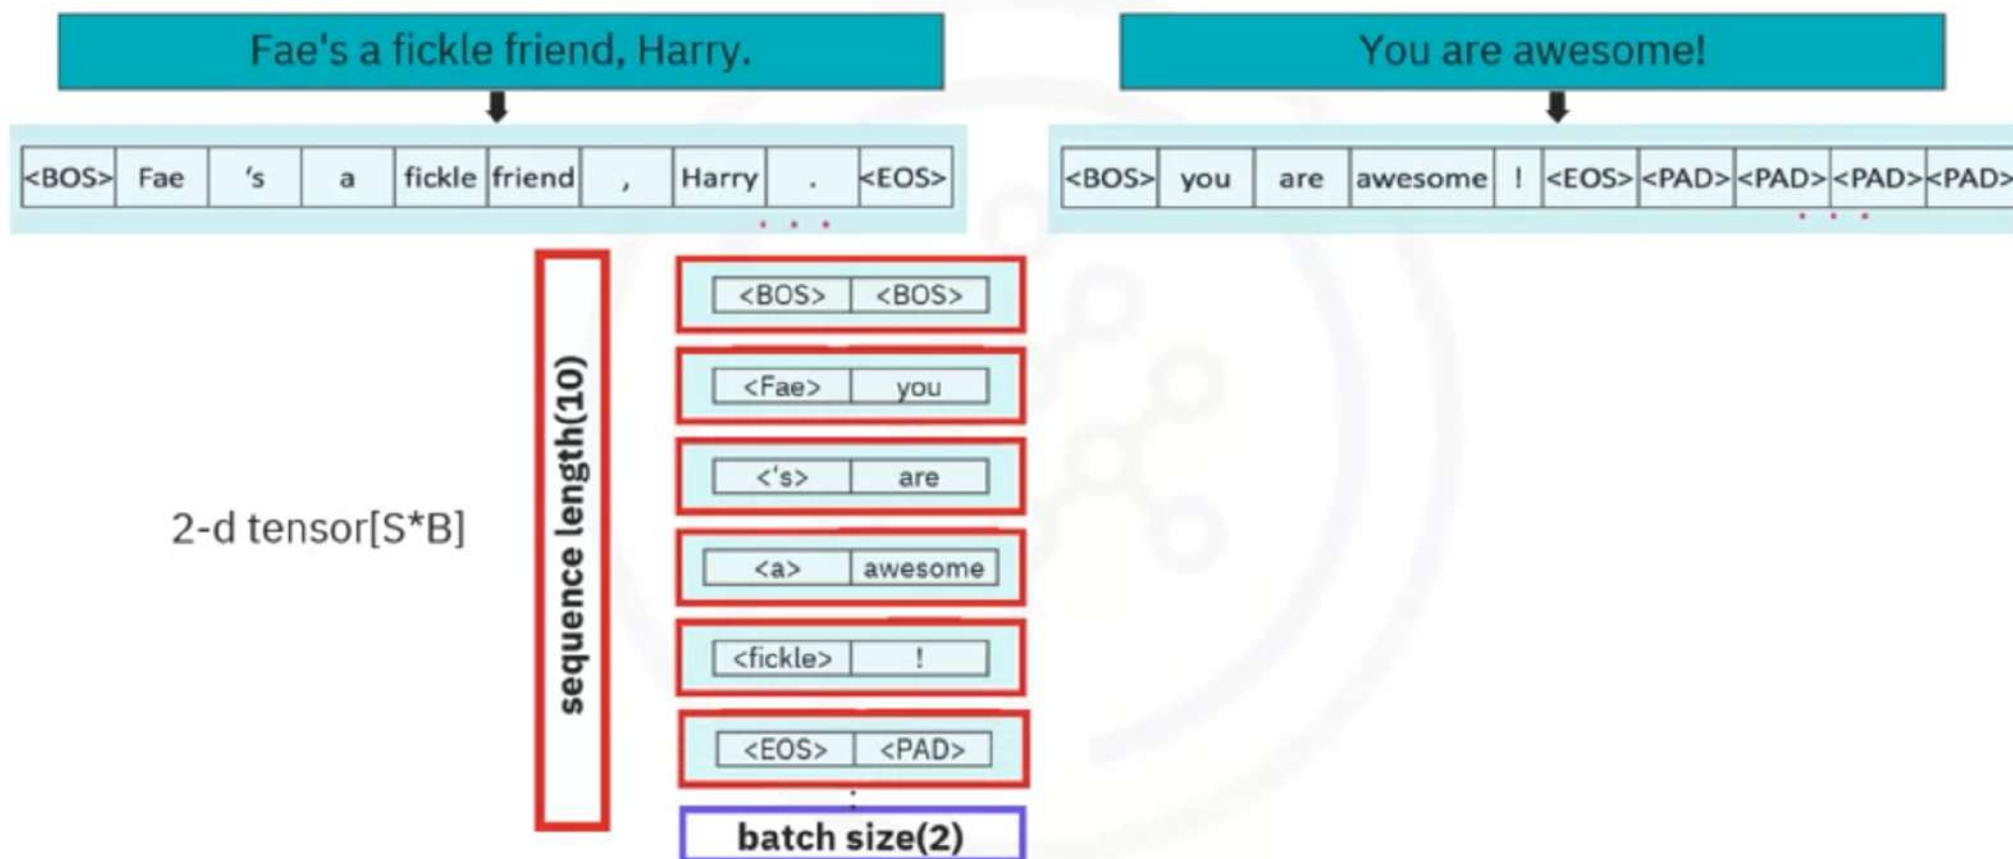 Fae's a fickle friend, Harry.
You are awesome!
<BOS> Fae 's a fickle friend , Harry . <EOS>
<BOS> you are awesome ! <EOS> <PAD> <PAD> <PAD> <PAD>
. . .
. . .
sequence length(10)
2-d tensor[S*B]
<BOS> <BOS>
<Fae> you
<'s> are
<a> awesome
<fickle> !
<EOS> <PAD>
:
batch size(2)